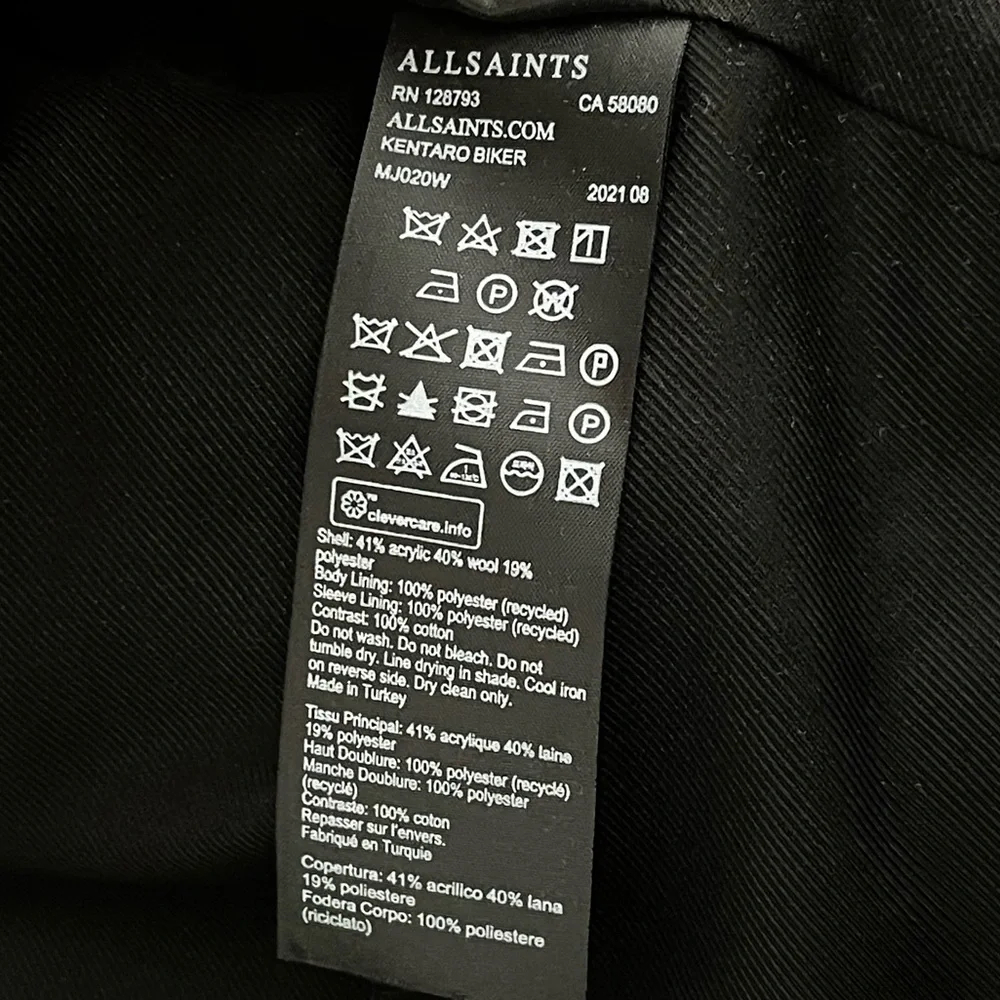 ALLSAINTS
RN 128793 CA 58080
ALLSAINTS.COM
KENTARO BIKER
MJ020W 2021 08
P W
P
P
clevercare.info
Shell: 41% acrylic 40% wool 19%
polyester
Body Lining: 100% polyester (recycled)
Sleeve Lining: 100% polyester (recycled)
Contrast: 100% cotton
Do not wash. Do not bleach. Do not
tumble dry. Line drying in shade. Cool iron
on reverse side. Dry clean only.
Made in Turkey
Tissu Principal: 41% acrylique 40% laine
19% polyester
Haut Doublure: 100% polyester (recyclé)
Manche Doublure: 100% polyester
(recyclé)
Contraste: 100% coton
Repasser sur l'envers.
Fabriqué en Turquie
Copertura: 41% acrilico 40% lana
19% poliestere
Fodera Corpo: 100% poliestere
(riciclato)